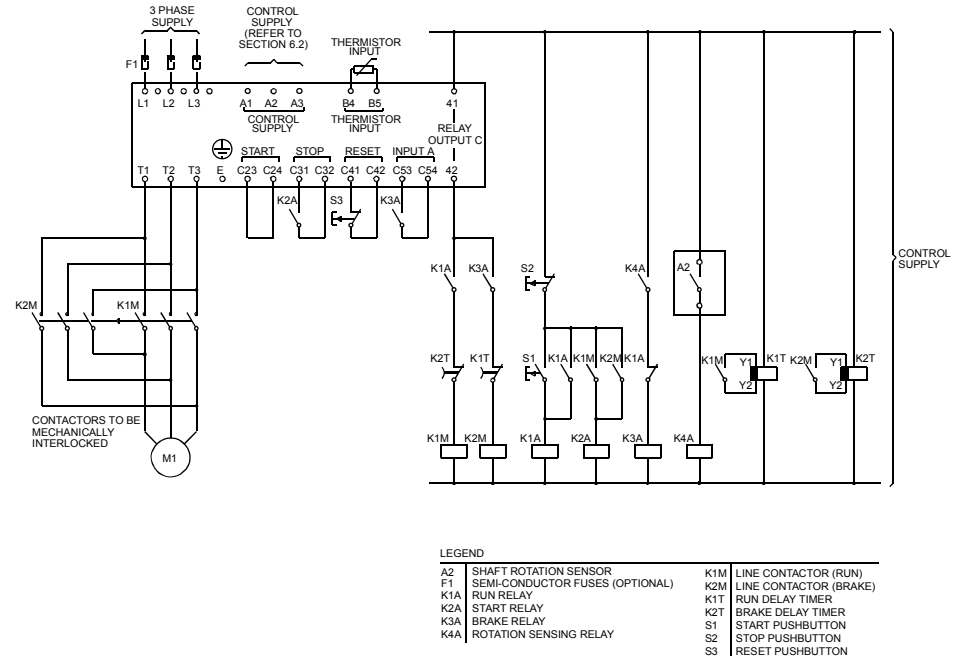 3 PHASE
SUPPLY
CONTROL
SUPPLY
(REFER TO
SECTION 6.2)
THERMISTOR
INPUT
F1
L1 L2 L3 A1 A2 A3 B4 B5 41
CONTROL
SUPPLY
THERMISTOR
INPUT
RELAY
OUTPUT C
START STOP RESET INPUT A
T1 T2 T3 E C23 C24 C31 C32 C41 C42 C53 C54 42
K2A S3 K3A
CONTROL
SUPPLY
K1A K3A S2 K4A A2
K2M K1M
K2T K1T S1 K1A K1M K2M K1A K1M Y1 K1T K2M Y1 K2T
Y2 Y2
CONTACTORS TO BE
MECHANICALLY
INTERLOCKED
M1
K1M K2M K1A K2A K3A K4A
LEGEND
A2 SHAFT ROTATION SENSOR
F1 SEMI-CONDUCTOR FUSES (OPTIONAL)
K1A RUN RELAY
K2A START RELAY
K3A BRAKE RELAY
K4A ROTATION SENSING RELAY
K1M LINE CONTACTOR (RUN)
K2M LINE CONTACTOR (BRAKE)
K1T RUN DELAY TIMER
K2T BRAKE DELAY TIMER
S1 START PUSHBUTTON
S2 STOP PUSHBUTTON
S3 RESET PUSHBUTTON